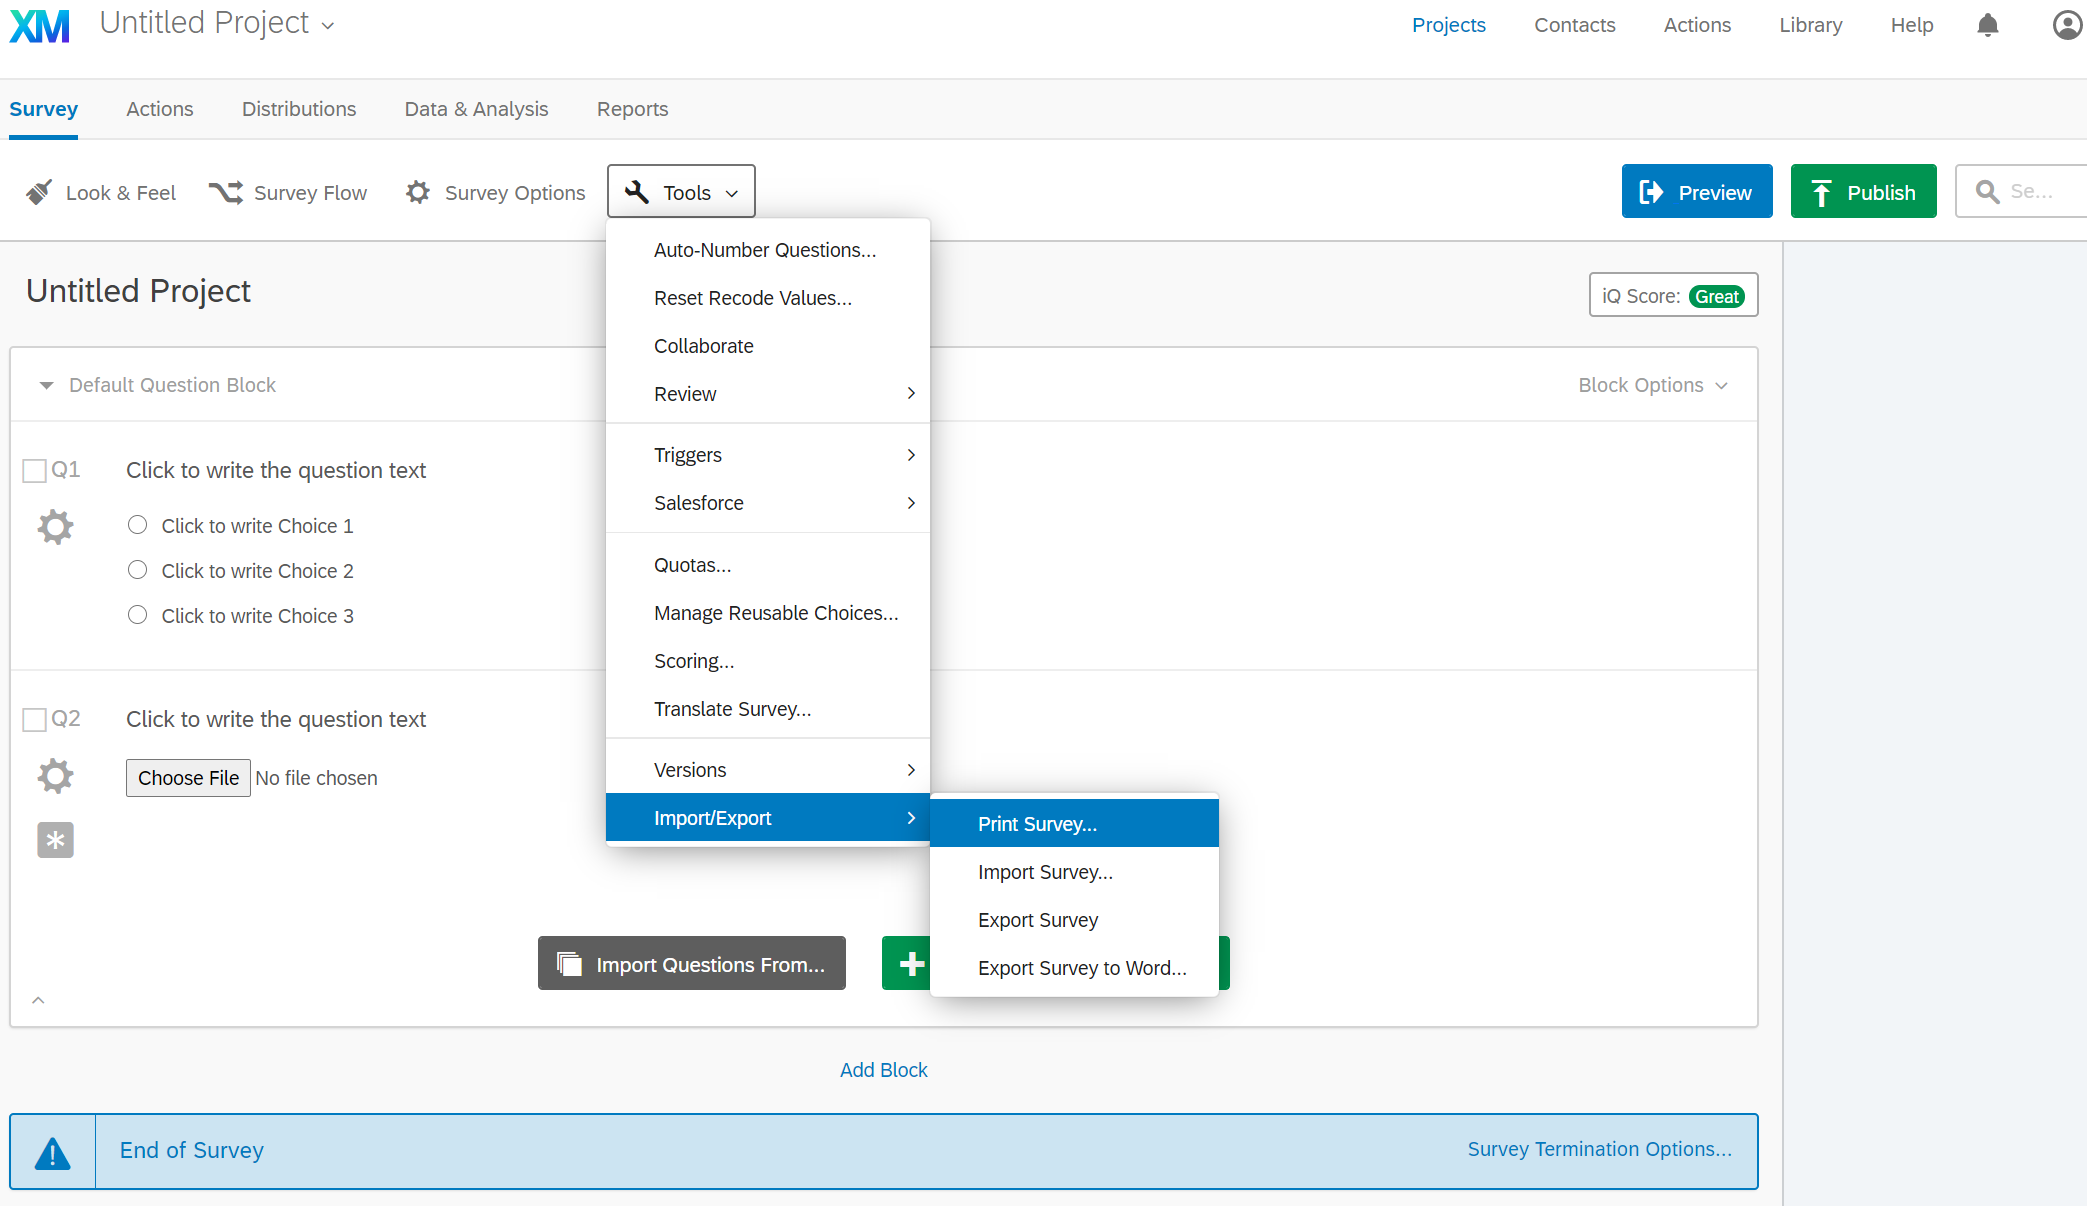 XM Untitled Project
Projects Contacts Actions Library Help
Survey Actions Distributions Data & Analysis Reports
Look & Feel Survey Flow Survey Options Tools Preview Publish Se...
Untitled Project
iQ Score: Great
Default Question Block
Block Options
Q1 Click to write the question text
Click to write Choice 1
Click to write Choice 2
Click to write Choice 3
Q2 Click to write the question text
Choose File No file chosen
*
Auto-Number Questions...
Reset Recode Values...
Collaborate
Review
Triggers
Salesforce
Quotas...
Manage Reusable Choices...
Scoring...
Translate Survey...
Versions
Import/Export
Print Survey...
Import Survey...
Export Survey
Export Survey to Word...
Import Questions From...
Add Block
End of Survey
Survey Termination Options...